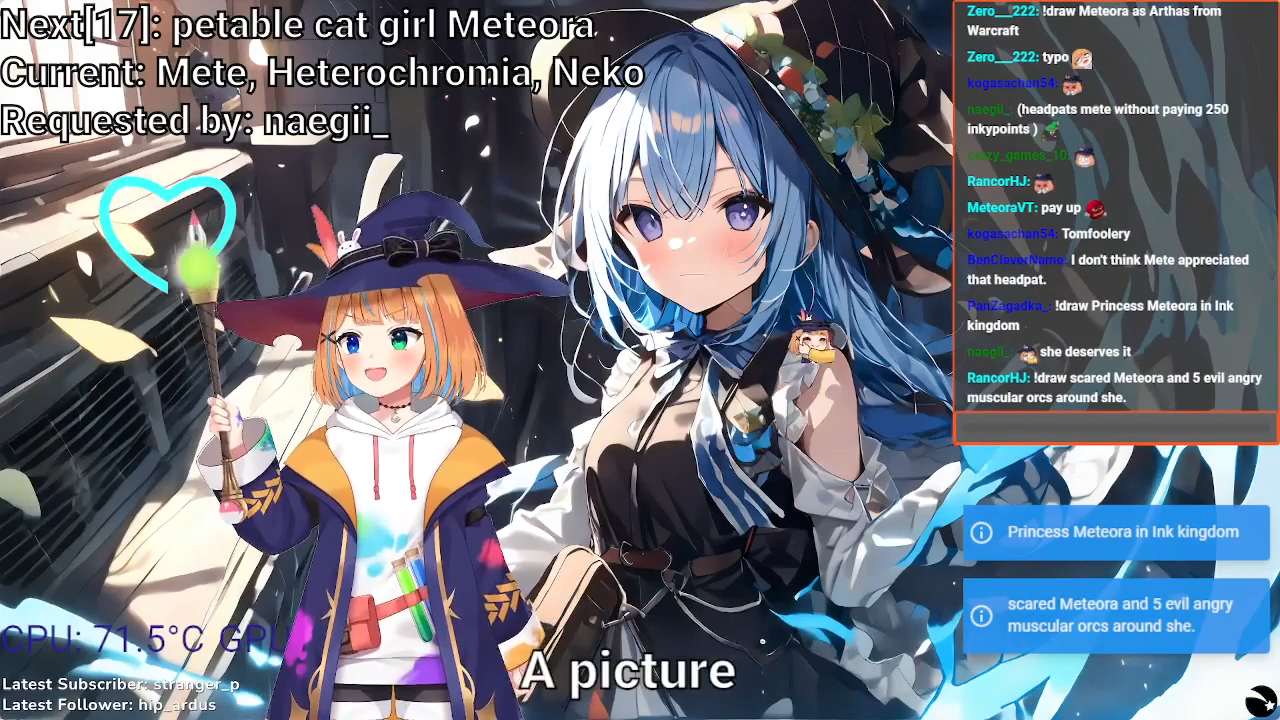 Next[17]: petable cat girl Meteora
Current: Mete, Heterochromia, Neko
Requested by: naegii_
Zero___222: !draw Meteora as Arthas from
Warcraft
Zero___222: typo
kogasachan54:
naegii_: (headpats mete without paying 250
inkypoints )
crazy_games_10:
RancorHJ:
MeteoraVT: pay up
kogasachan54: Tomfoolery
BenCleverName: I don't think Mete appreciated
that headpat.
PanZagadka_: !draw Princess Meteora in Ink
kingdom
naegii_: she deserves it
RancorHJ: !draw scared Meteora and 5 evil angry
muscular orcs around she.
Princess Meteora in Ink kingdom
scared Meteora and 5 evil angry
muscular orcs around she.
CPU: 71.5°C GPU
A picture
Latest Subscriber: stranger_p
Latest Follower: hip_ardus